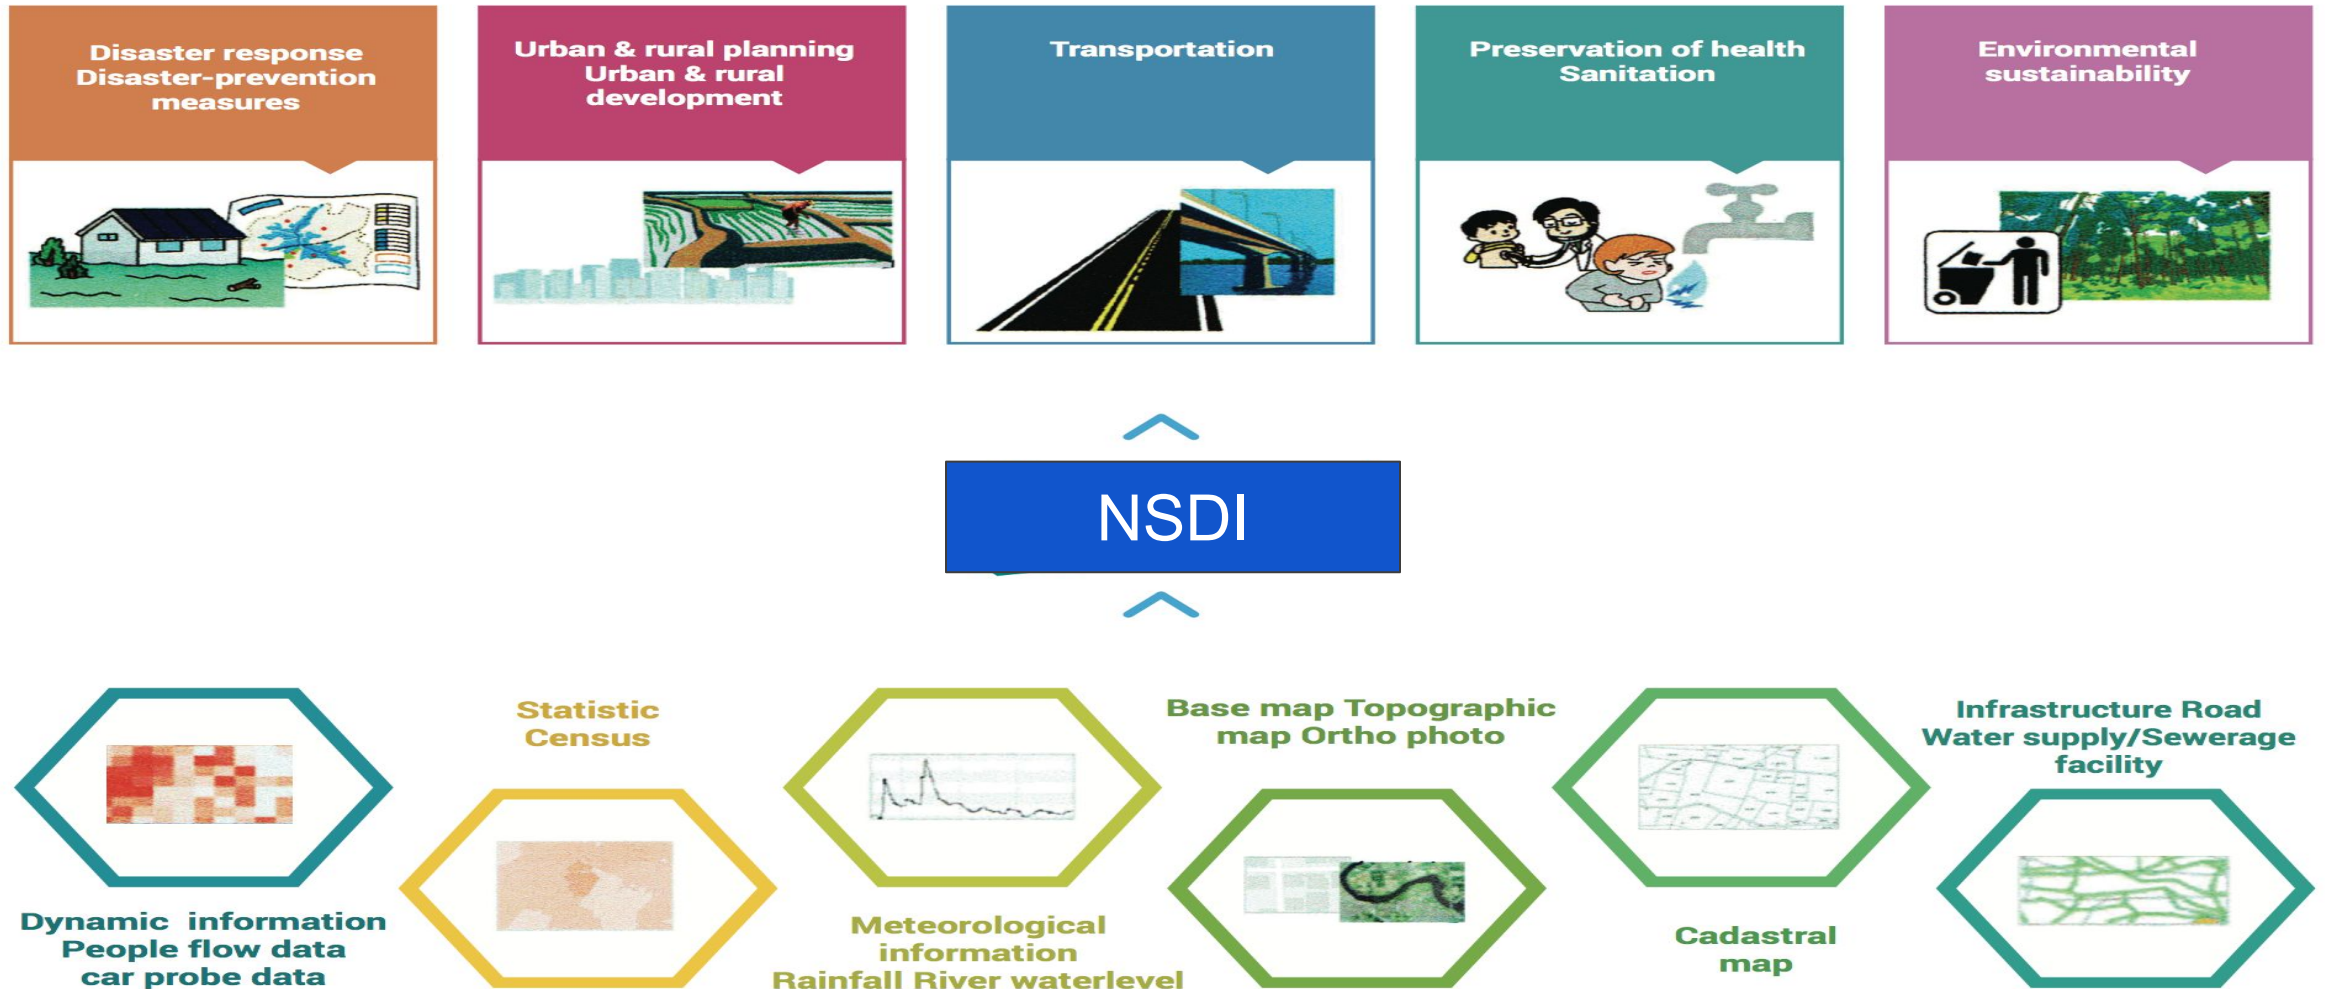 Disaster response
Disaster-prevention
measures
Urban & rural planning
Urban & rural
development
Transportation
Preservation of health
Sanitation
Environmental
sustainability
NSDI
Dynamic information
People flow data
car probe data
Statistic
Census
Meteorological
information
Rainfall River waterlevel
Base map Topographic
map Ortho photo
Cadastral
map
Infrastructure Road
Water supply/Sewerage
facility